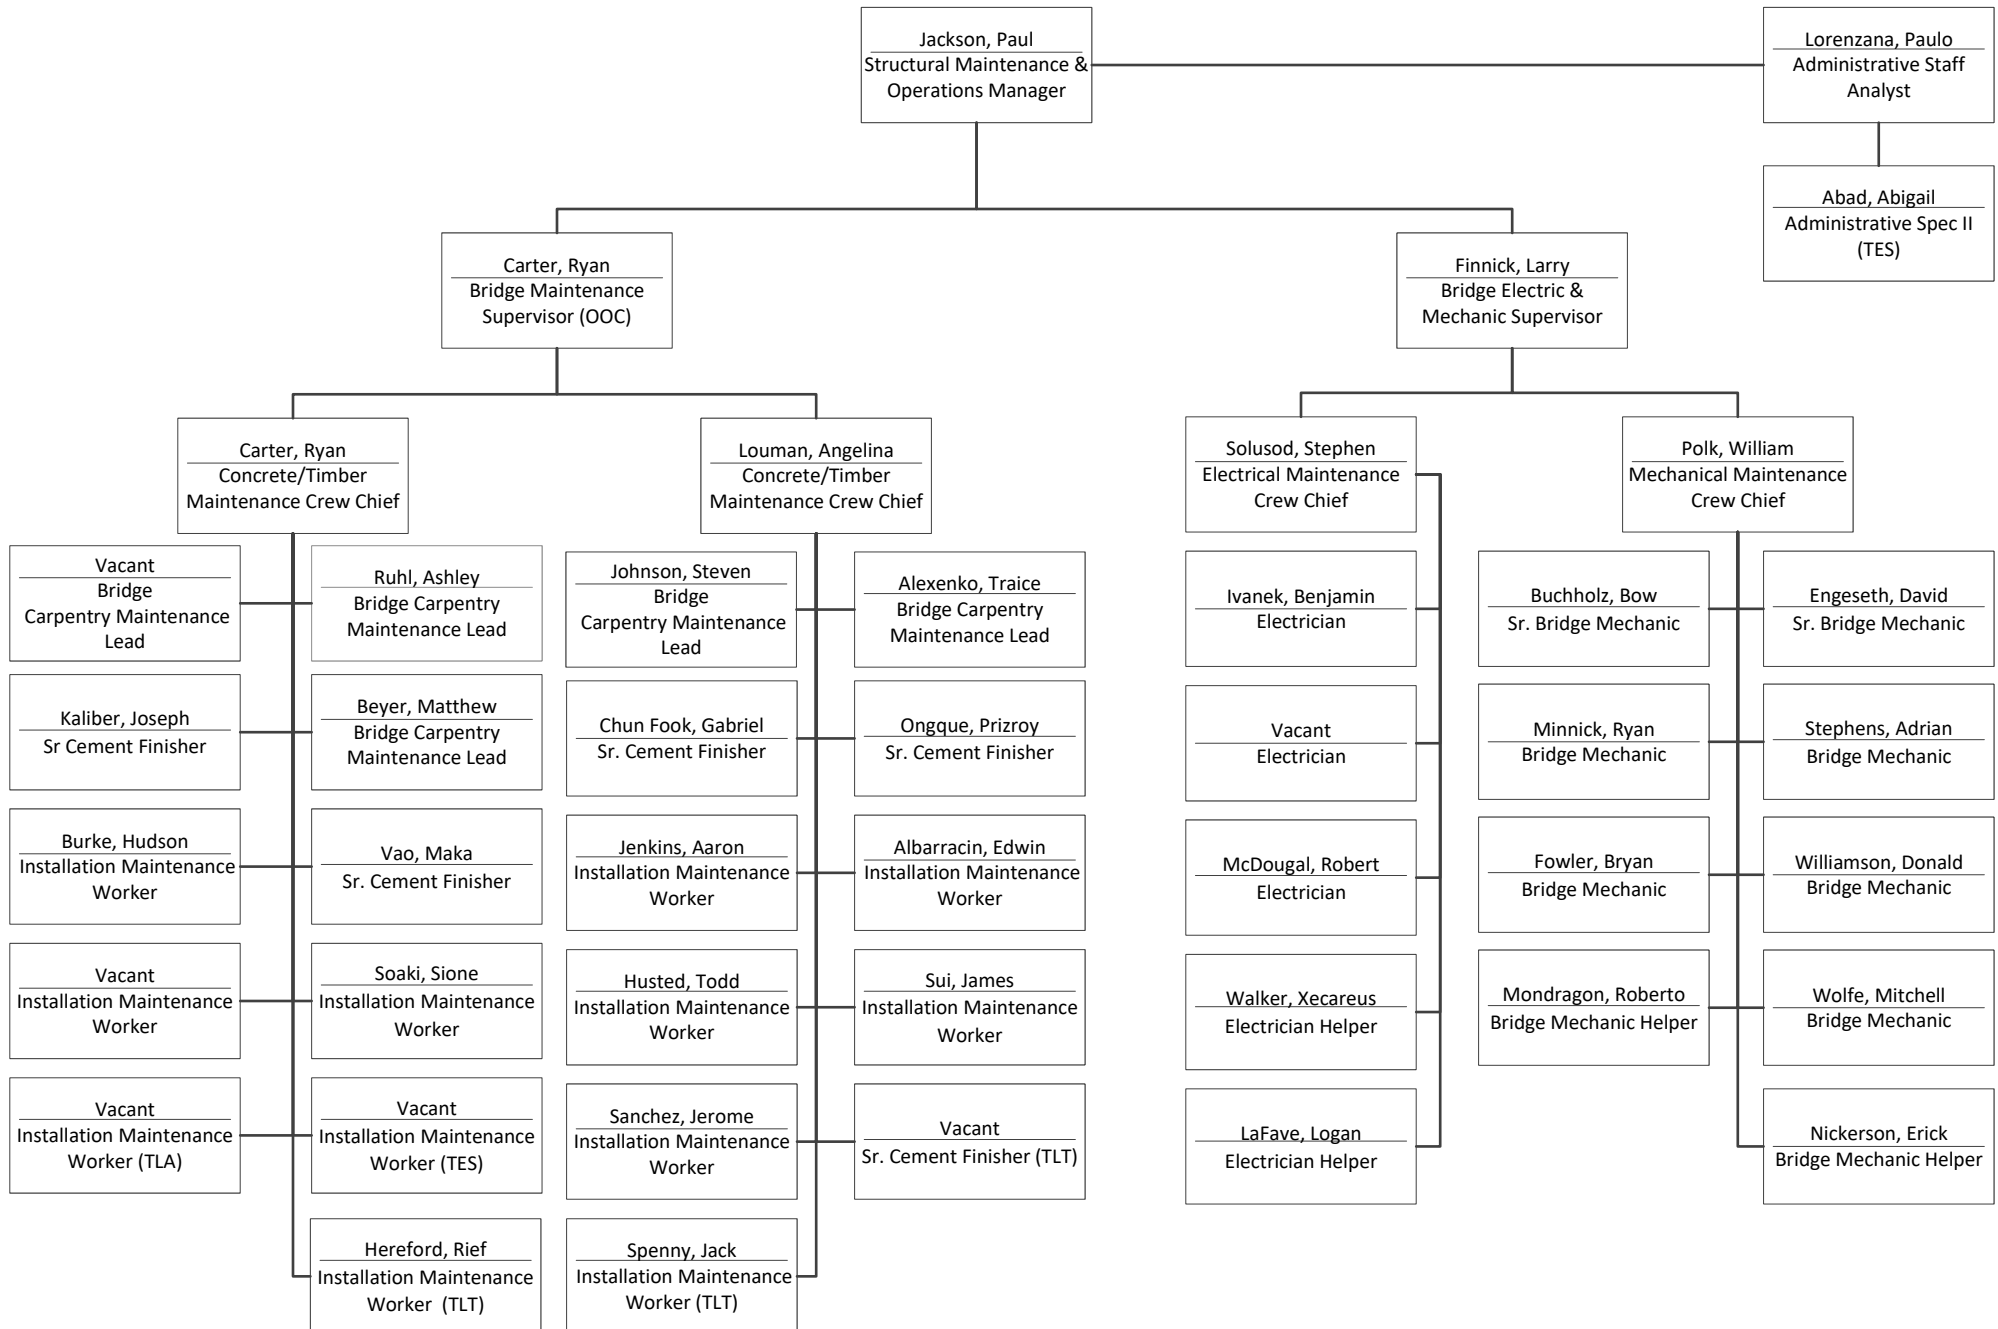 Jackson, Paul
Structural Maintenance &
Operations Manager
Lorenzana, Paulo
Administrative Staff
Analyst
Abad, Abigail
Administrative Spec II
(TES)
Carter, Ryan
Bridge Maintenance
Supervisor (OOC)
Finnick, Larry
Bridge Electric &
Mechanic Supervisor
Carter, Ryan
Concrete/Timber
Maintenance Crew Chief
Louman, Angelina
Concrete/Timber
Maintenance Crew Chief
Solusod, Stephen
Electrical Maintenance
Crew Chief
Polk, William
Mechanical Maintenance
Crew Chief
Vacant
Bridge
Carpentry Maintenance
Lead
Ruhl, Ashley
Bridge Carpentry
Maintenance Lead
Johnson, Steven
Bridge
Carpentry Maintenance
Lead
Alexenko, Traice
Bridge Carpentry
Maintenance Lead
Ivanek, Benjamin
Electrician
Buchholz, Bow
Sr. Bridge Mechanic
Engeseth, David
Sr. Bridge Mechanic
Kaliber, Joseph
Sr Cement Finisher
Beyer, Matthew
Bridge Carpentry
Maintenance Lead
Chun Fook, Gabriel
Sr. Cement Finisher
Ongque, Prizroy
Sr. Cement Finisher
Vacant
Electrician
Minnick, Ryan
Bridge Mechanic
Stephens, Adrian
Bridge Mechanic
Burke, Hudson
Installation Maintenance
Worker
Vao, Maka
Sr. Cement Finisher
Jenkins, Aaron
Installation Maintenance
Worker
Albarracin, Edwin
Installation Maintenance
Worker
McDougal, Robert
Electrician
Fowler, Bryan
Bridge Mechanic
Williamson, Donald
Bridge Mechanic
Vacant
Installation Maintenance
Worker
Soaki, Sione
Installation Maintenance
Worker
Husted, Todd
Installation Maintenance
Worker
Sui, James
Installation Maintenance
Worker
Walker, Xecareus
Electrician Helper
Mondragon, Roberto
Bridge Mechanic Helper
Wolfe, Mitchell
Bridge Mechanic
Vacant
Installation Maintenance
Worker (TLA)
Vacant
Installation Maintenance
Worker (TES)
Sanchez, Jerome
Installation Maintenance
Worker
Vacant
Sr. Cement Finisher (TLT)
LaFave, Logan
Electrician Helper
Nickerson, Erick
Bridge Mechanic Helper
Hereford, Rief
Installation Maintenance
Worker (TLT)
Spenny, Jack
Installation Maintenance
Worker (TLT)